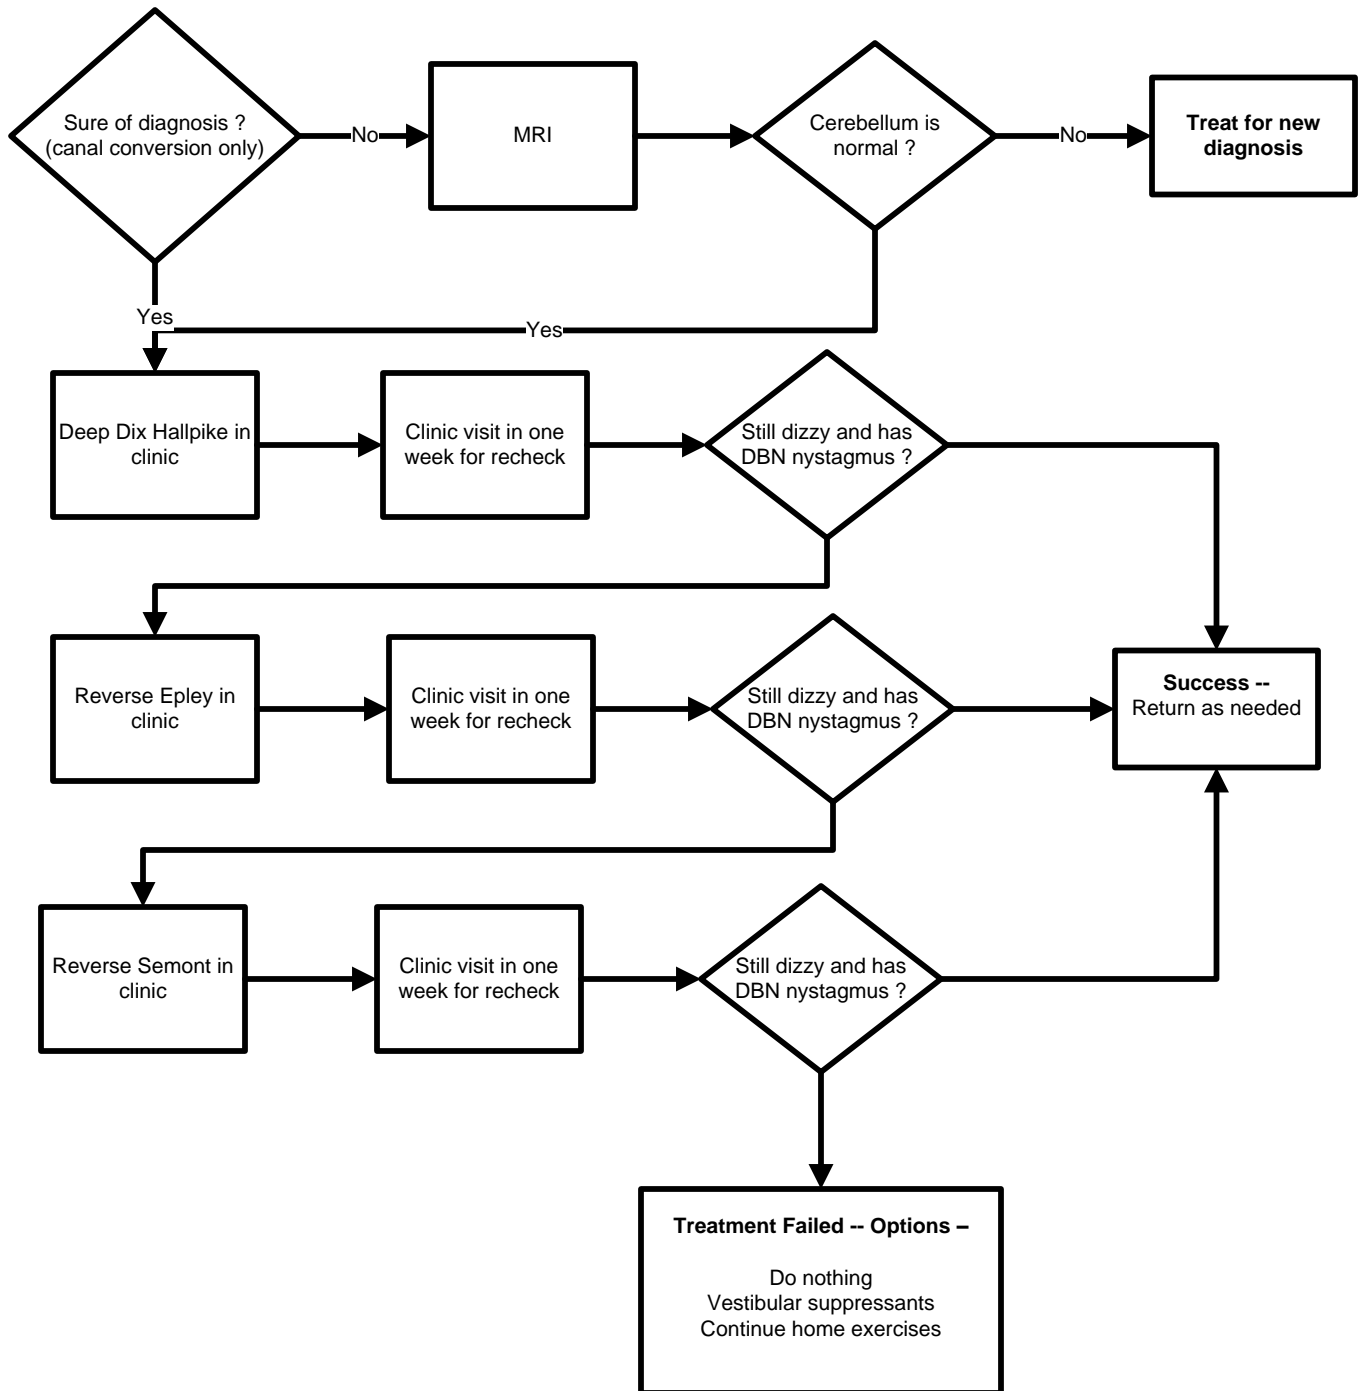 Sure of diagnosis ?
(canal conversion only)
No
MRI
Cerebellum is
normal ?
No
Treat for new
diagnosis
Yes
Yes
Deep Dix Hallpike in
clinic
Clinic visit in one
week for recheck
Still dizzy and has
DBN nystagmus ?
Reverse Epley in
clinic
Clinic visit in one
week for recheck
Still dizzy and has
DBN nystagmus ?
Success --
Return as needed
Reverse Semont in
clinic
Clinic visit in one
week for recheck
Still dizzy and has
DBN nystagmus ?
Treatment Failed -- Options –
Do nothing
Vestibular suppressants
Continue home exercises